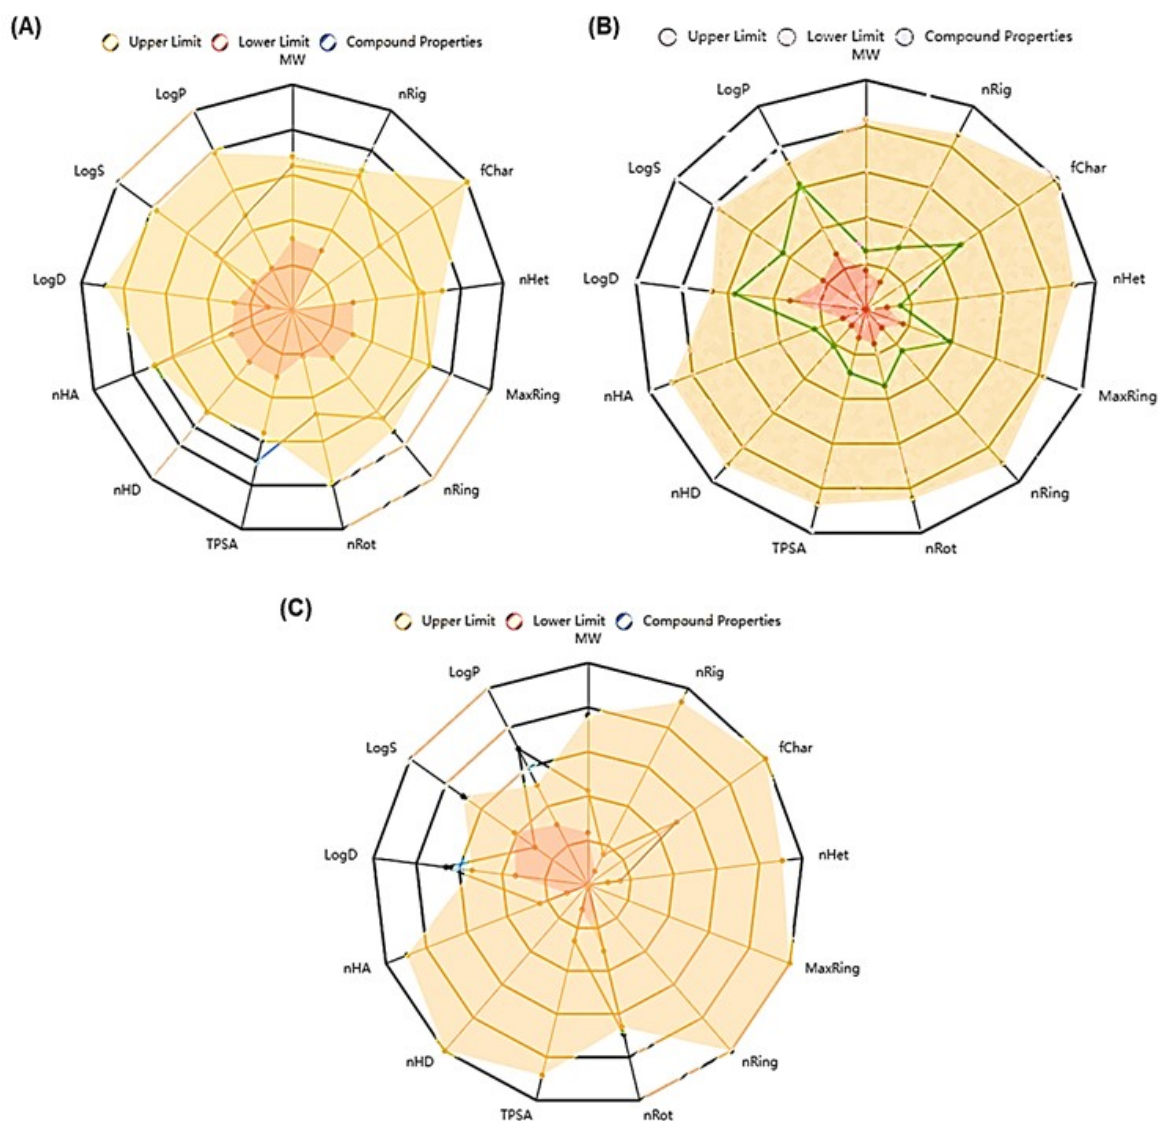 (A)
Upper Limit Lower Limit Compound Properties
MW
LogP
nRig
LogS
fChar
LogD
nHet
nHA
MaxRing
nHD
nRing
TPSA
nRot
(B)
Upper Limit Lower Limit Compound Properties
MW
LogP
nRig
LogS
fChar
LogD
nHet
nHA
MaxRing
nHD
nRing
TPSA
nRot
(C)
Upper Limit Lower Limit Compound Properties
MW
LogP
nRig
LogS
fChar
LogD
nHet
nHA
MaxRing
nHD
nRing
TPSA
nRot